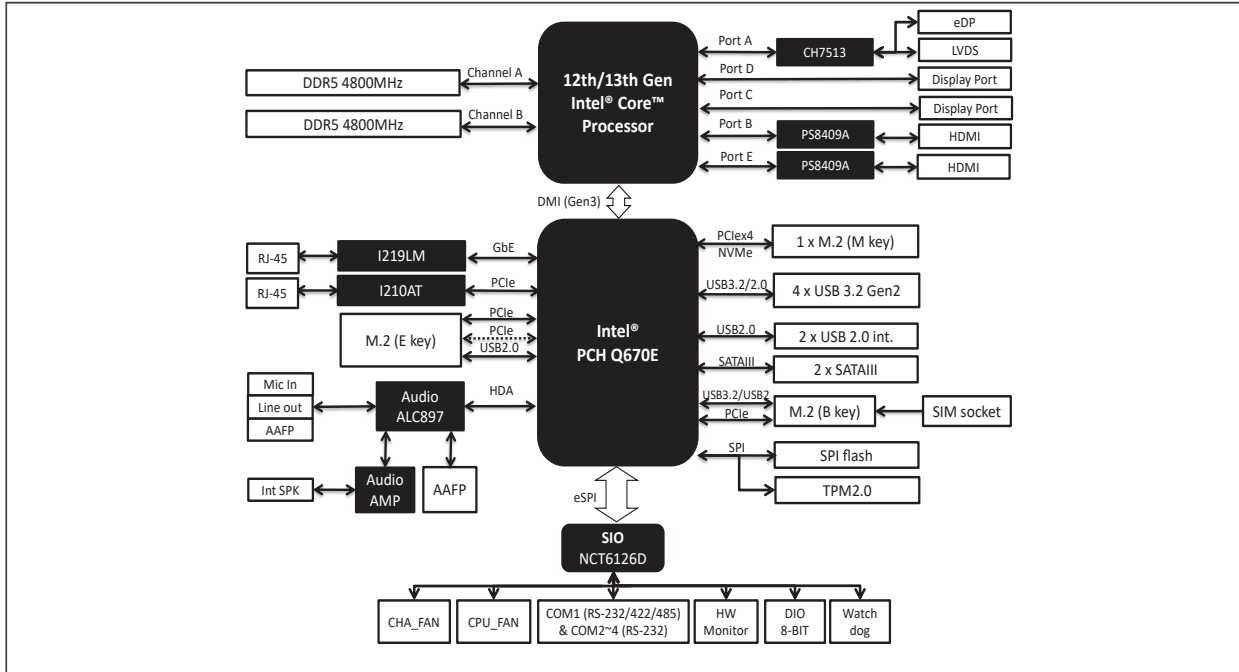 eDP
Port A
CH7513
LVDS
DDR5 4800MHz
Channel A
12th/13th Gen
Intel® Core™
Processor
Port D
Display Port
Port C
Display Port
DDR5 4800MHz
Channel B
Port B
PS8409A
HDMI
Port E
PS8409A
HDMI
DMI (Gen3)
RJ-45
I219LM
GbE
PCIex4
NVMe
1 x M.2 (M key)
RJ-45
I210AT
PCIe
USB3.2/2.0
4 x USB 3.2 Gen2
M.2 (E key)
PCIe
PCIe
USB2.0
Intel®
PCH Q670E
USB2.0
2 x USB 2.0 int.
SATAIII
2 x SATAIII
Mic In
Line out
AAFP
Audio
ALC897
HDA
USB3.2/USB2
PCIe
M.2 (B key)
SIM socket
SPI
SPI flash
TPM2.0
Int SPK
Audio
AMP
AAFP
eSPI
SIO
NCT6126D
CHA_FAN
CPU_FAN
COM1 (RS-232/422/485)
& COM2~4 (RS-232)
HW
Monitor
DIO
8-BIT
Watch
dog